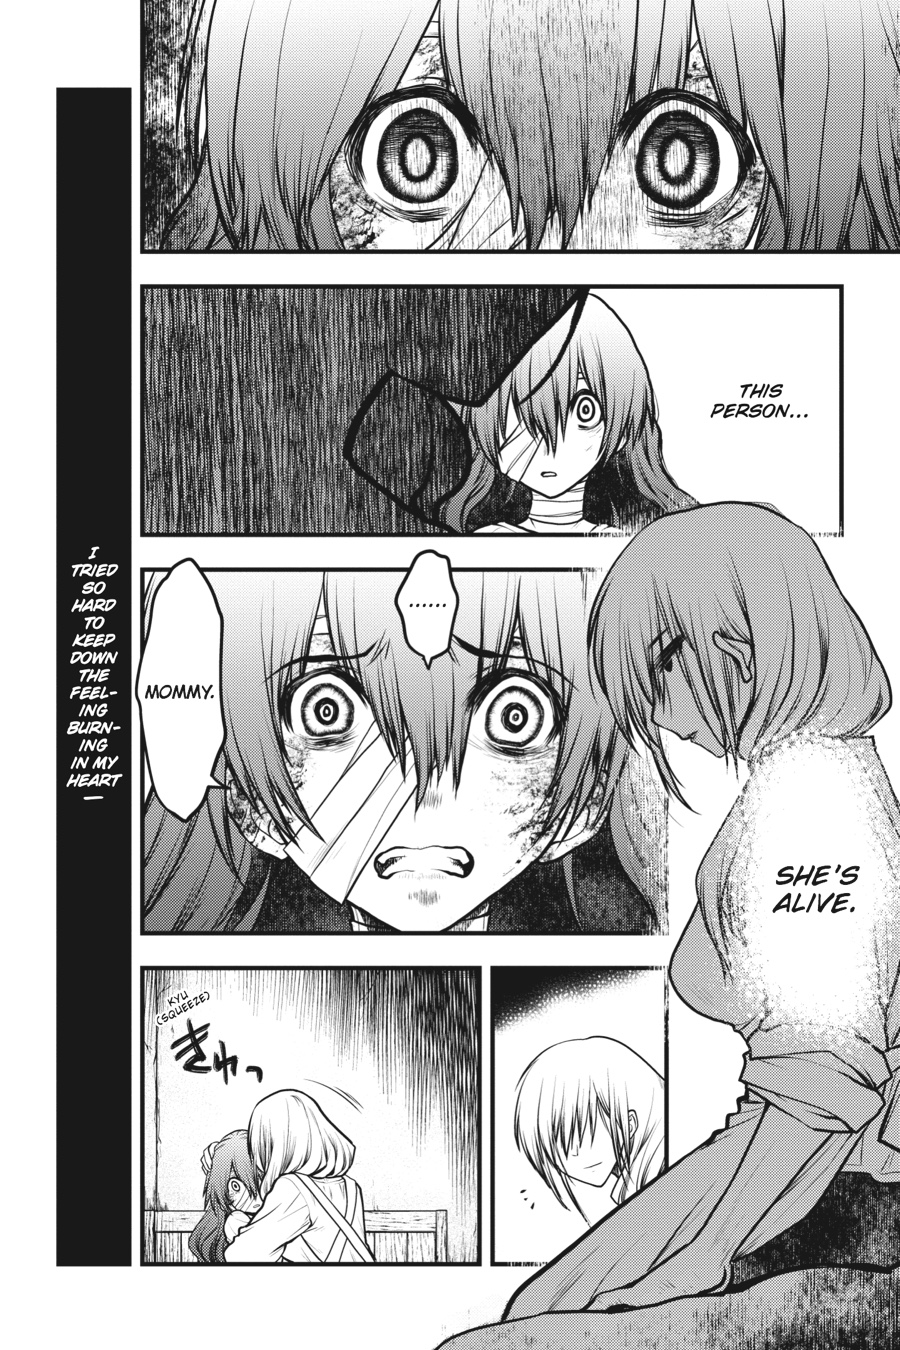 THIS
PERSON...
SHE'S
ALIVE.
......
MOMMY.
きゅっ
KYU
(SQUEEZE)
I
TRIED
SO
HARD
TO
KEEP
DOWN
THE
FEEL-
ING
BURN-
ING
IN MY
HEART
—